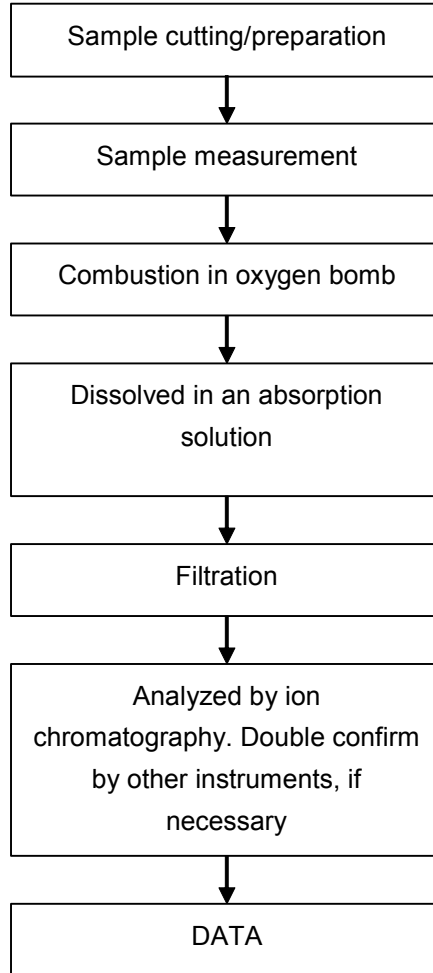 Sample cutting/preparation
Sample measurement
Combustion in oxygen bomb
Dissolved in an absorption
solution
Filtration
Analyzed by ion
chromatography. Double confirm
by other instruments, if
necessary
DATA